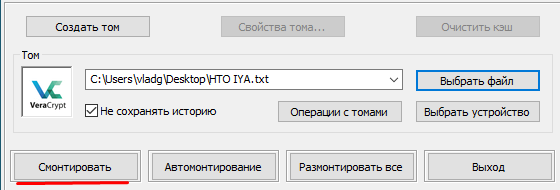 Создать том
Свойства тома...
Очистить кэш
Том
VeraCrypt
C:\Users\vladg\Desktop\HTO IYA.txt
Выбрать файл
Не сохранять историю
Операции с томами
Выбрать устройство
Смонтировать
Автомонтирование
Размонтировать все
Выход